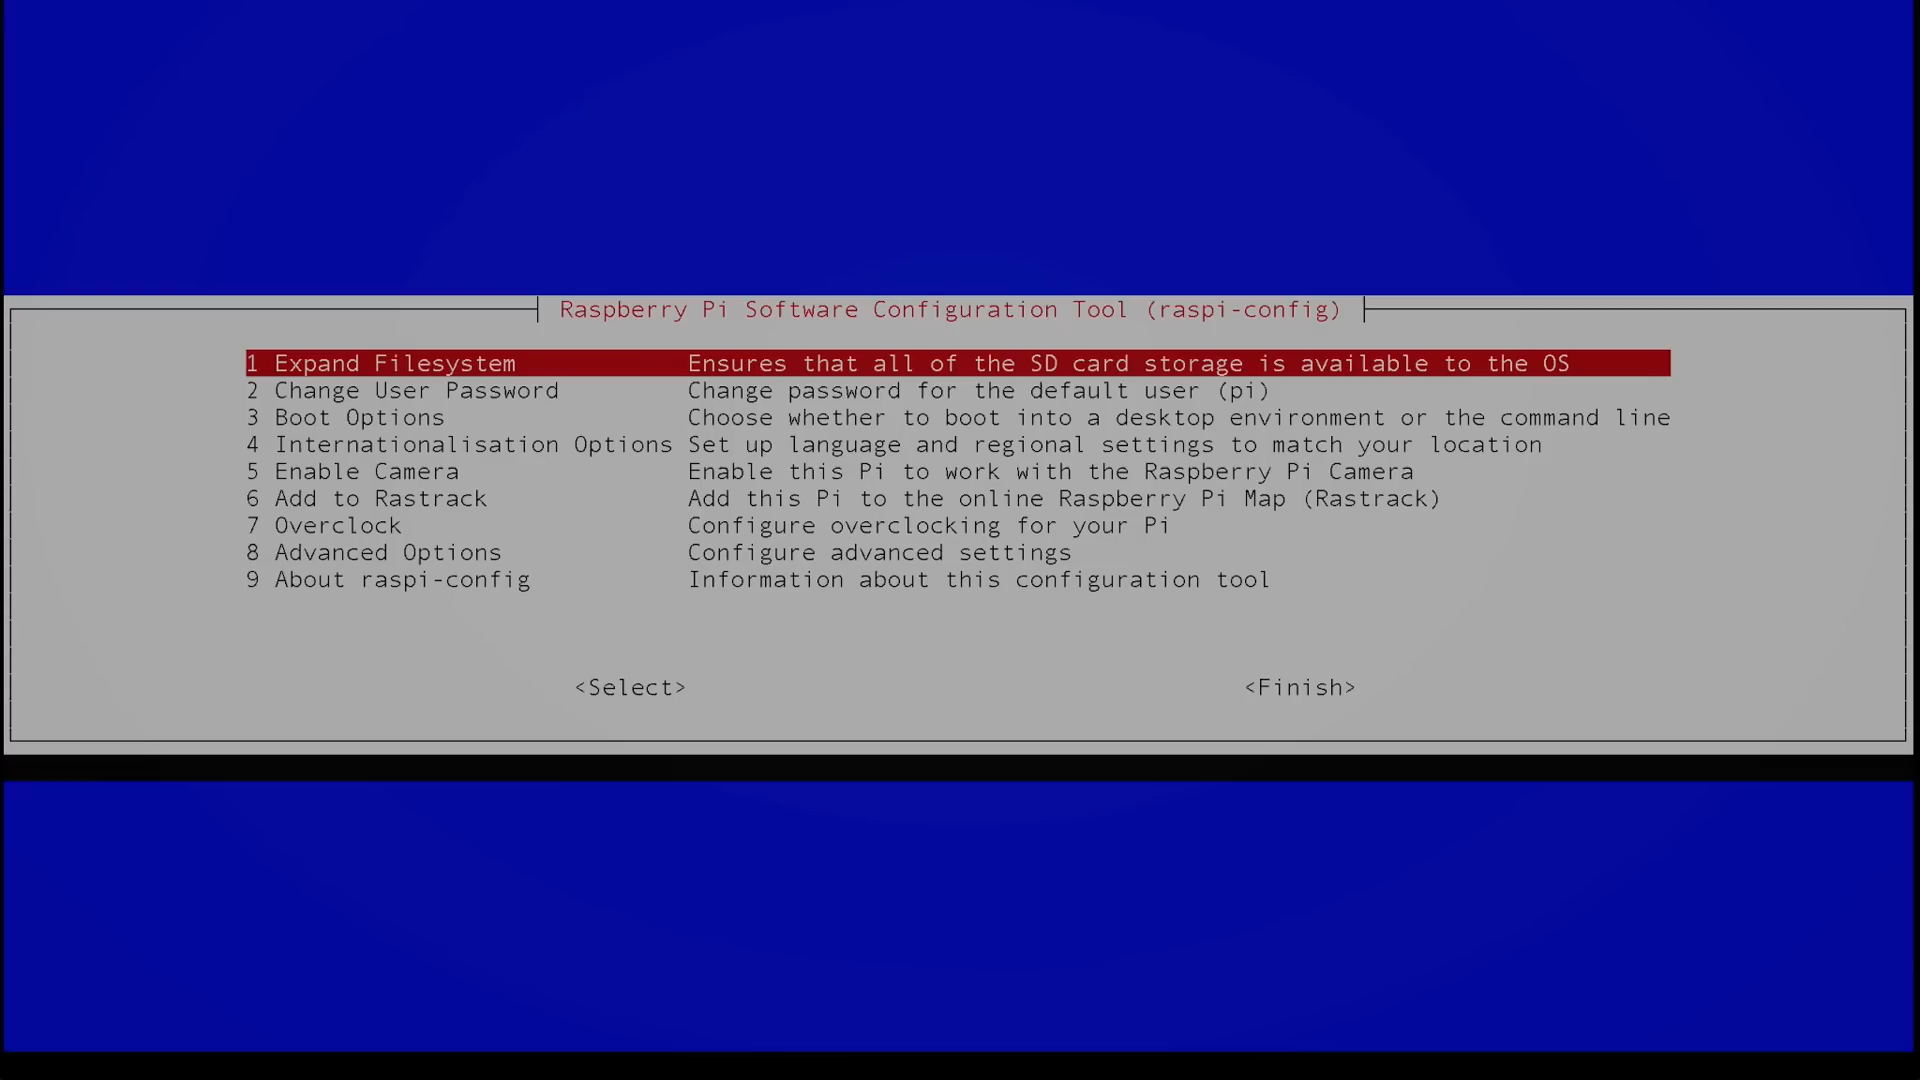 Raspberry Pi Software Configuration Tool (raspi-config)
1 Expand Filesystem Ensures that all of the SD card storage is available to the OS
2 Change User Password Change password for the default user (pi)
3 Boot Options Choose whether to boot into a desktop environment or the command line
4 Internationalisation Options Set up language and regional settings to match your location
5 Enable Camera Enable this Pi to work with the Raspberry Pi Camera
6 Add to Rastrack Add this Pi to the online Raspberry Pi Map (Rastrack)
7 Overclock Configure overclocking for your Pi
8 Advanced Options Configure advanced settings
9 About raspi-config Information about this configuration tool
<Select> <Finish>